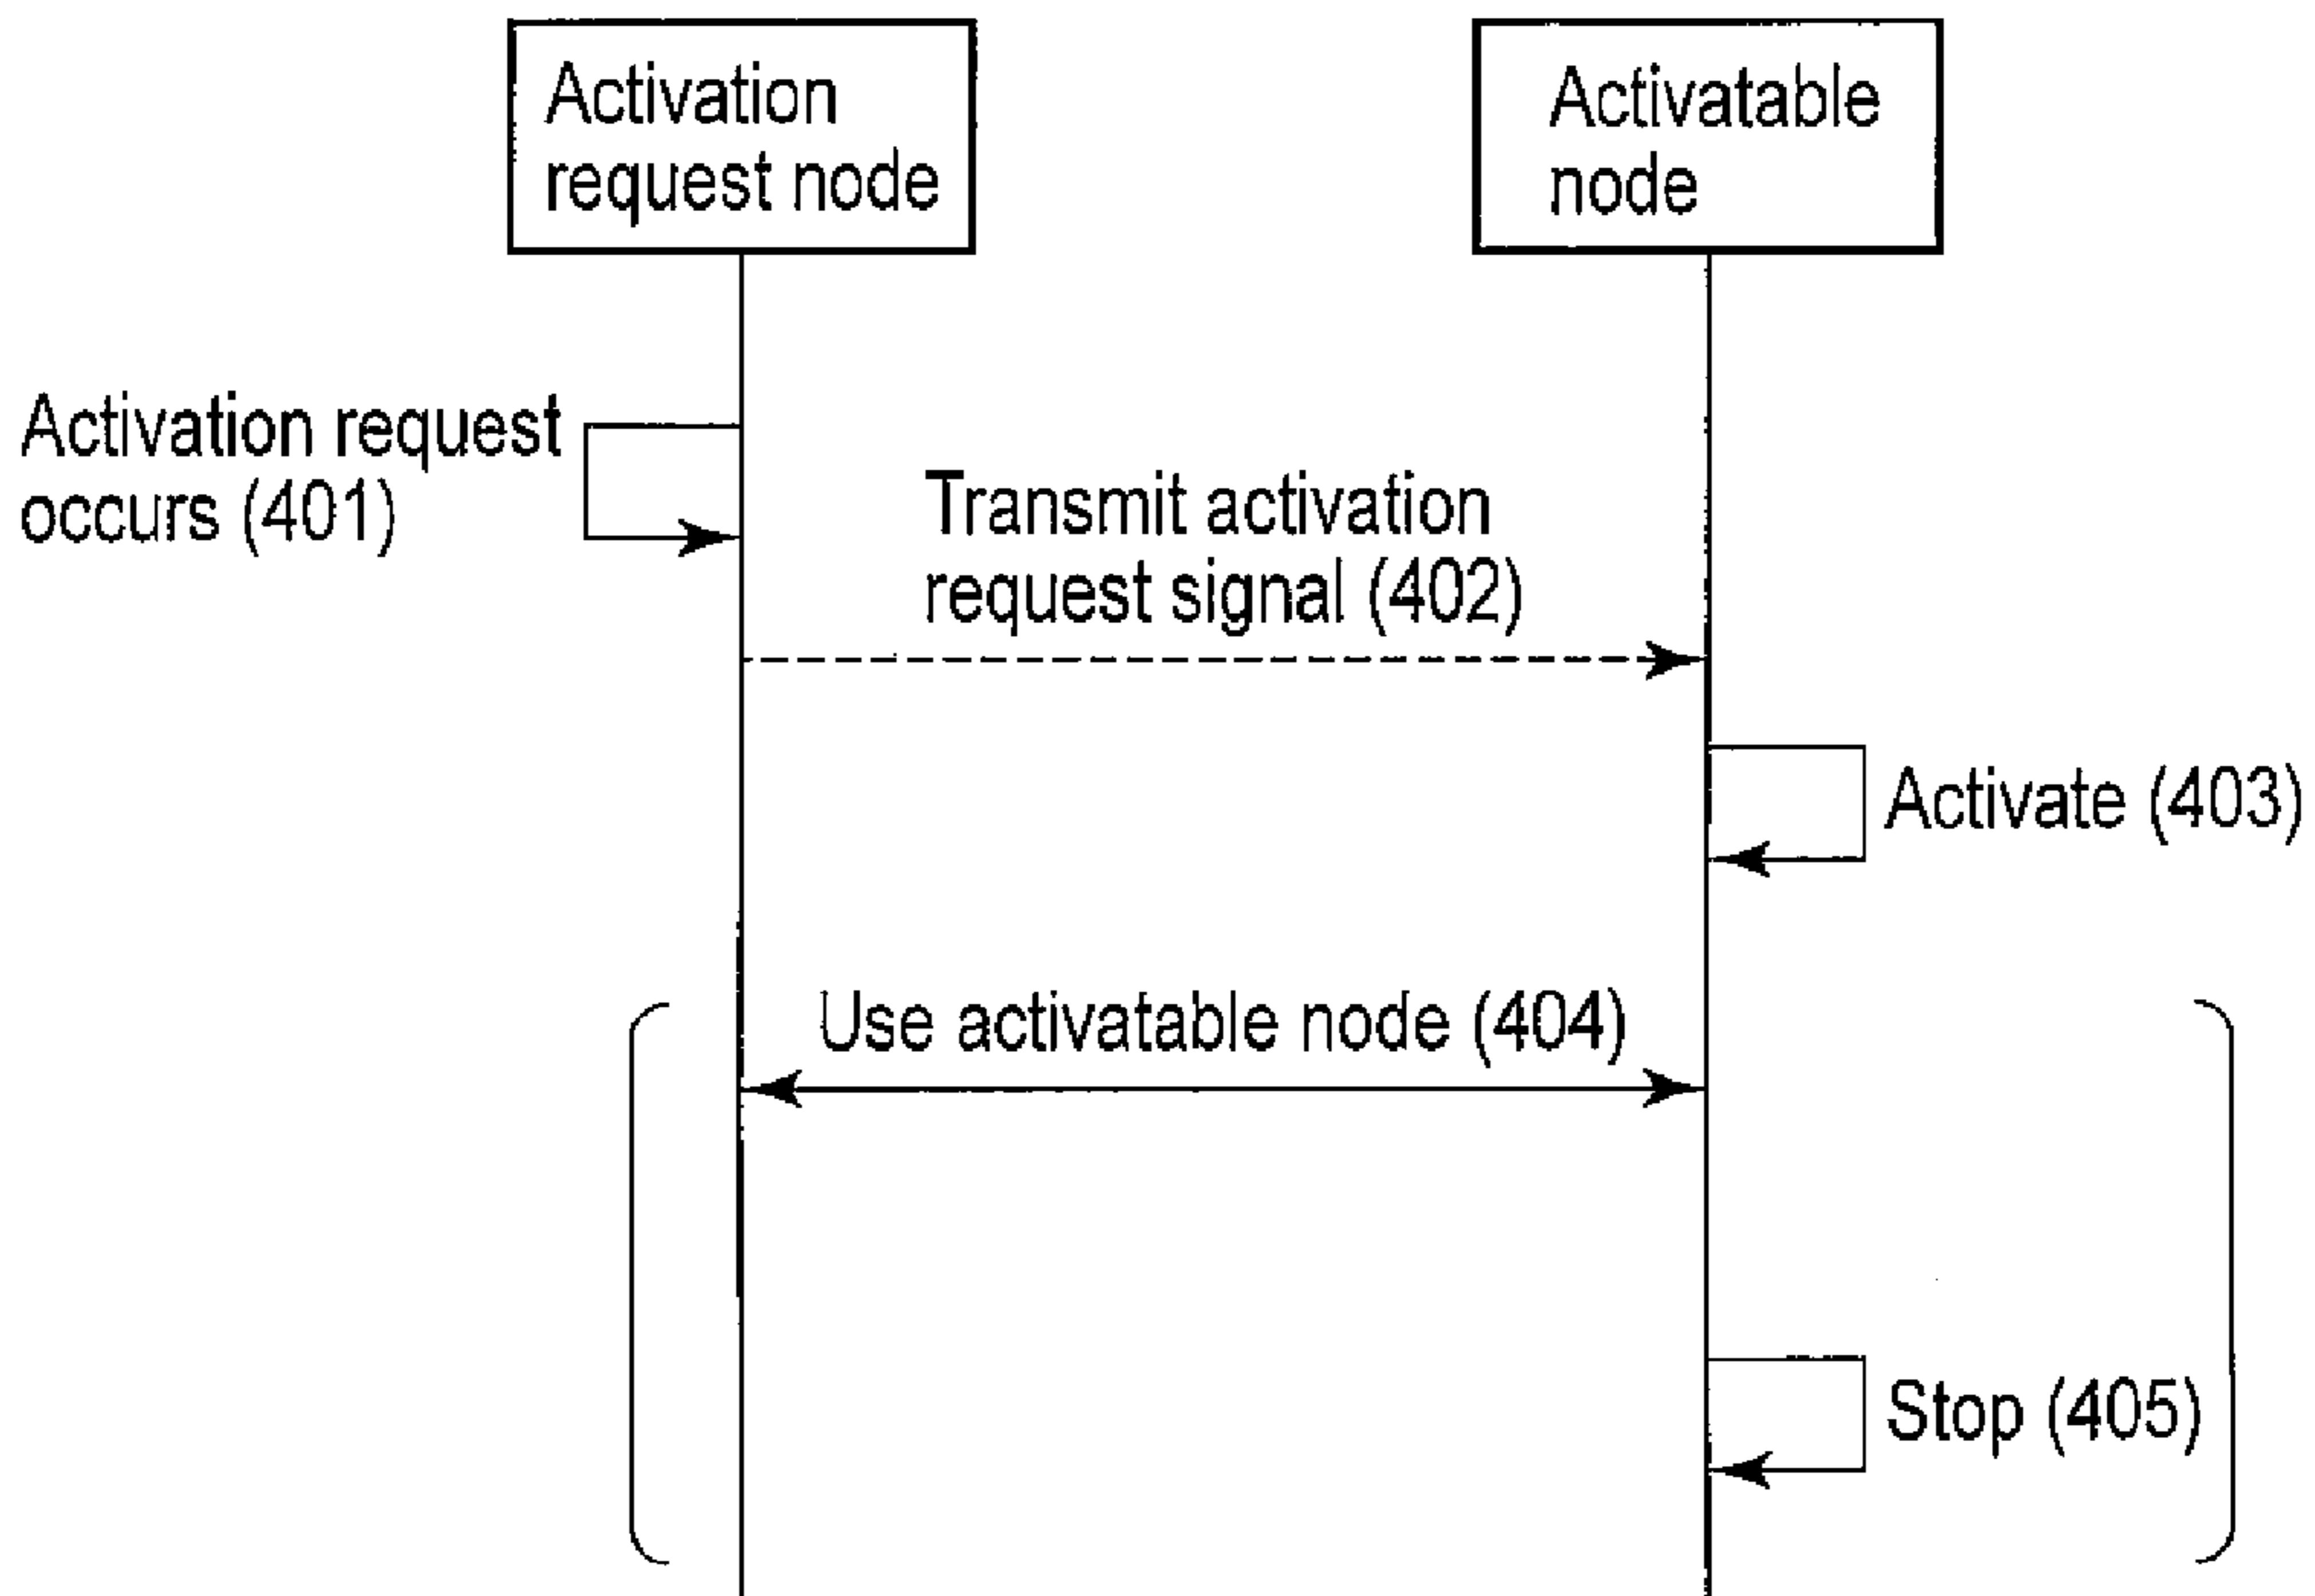 Activation
request node
Activatable
node
Activation request
occurs (401)
Transmit activation
request signal (402)
Activate (403)
Use activatable node (404)
Stop (405)